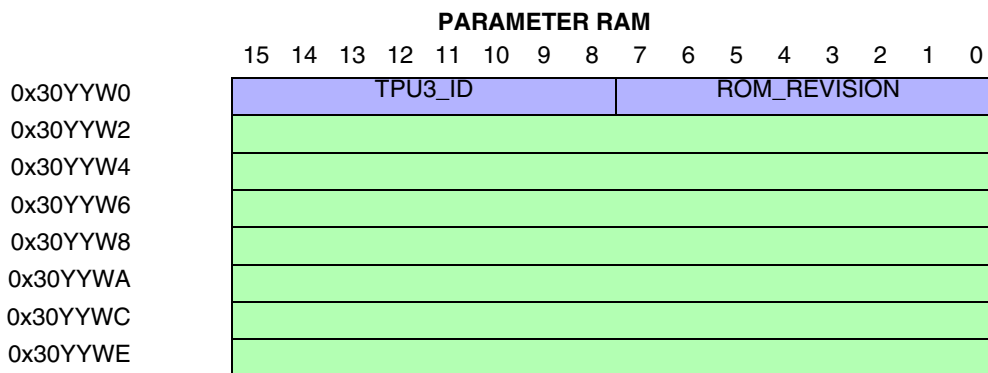 PARAMETER RAM
15 14 13 12 11 10 9 8 7 6 5 4 3 2 1 0
0x30YYW0 TPU3_ID ROM_REVISION
0x30YYW2
0x30YYW4
0x30YYW6
0x30YYW8
0x30YYWA
0x30YYWC
0x30YYWE